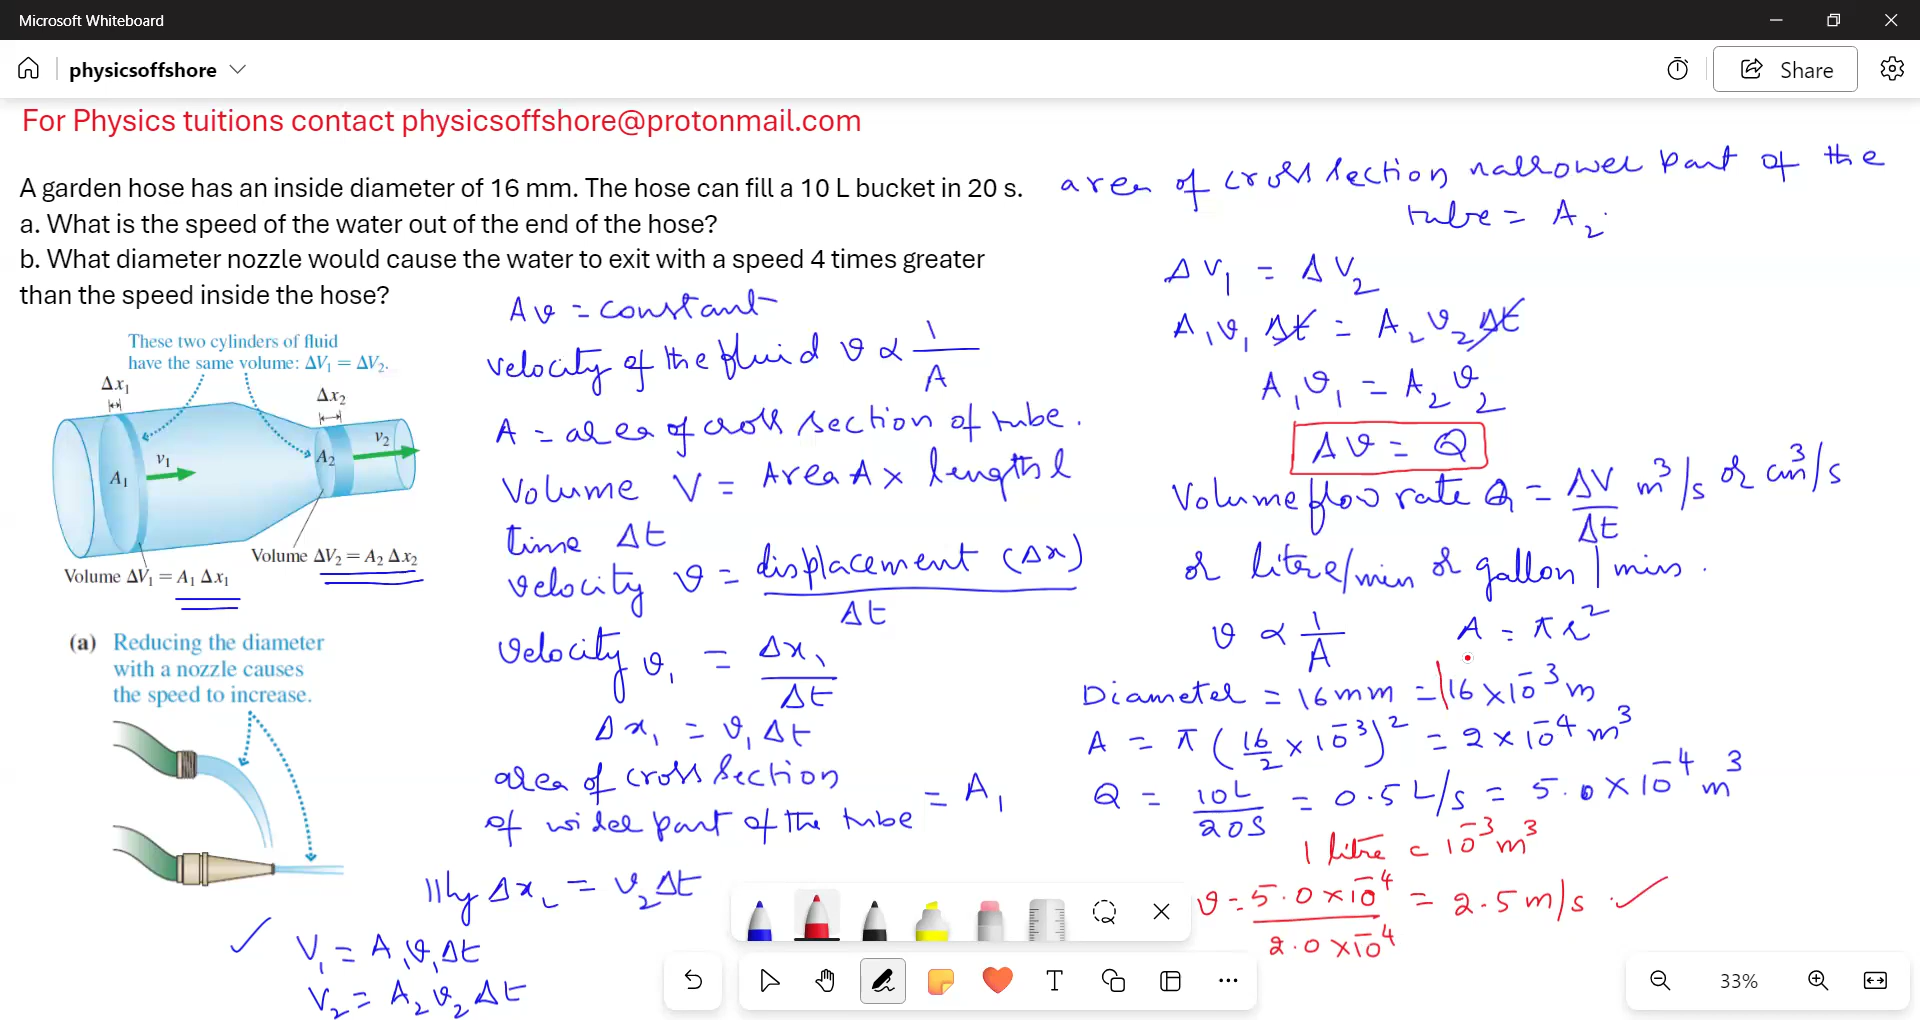 Microsoft Whiteboard
physicsoffshore
Share
For Physics tuitions contact physicsoffshore@protonmail.com
A garden hose has an inside diameter of 16 mm. The hose can fill a 10 L bucket in 20 s.
a. What is the speed of the water out of the end of the hose?
b. What diameter nozzle would cause the water to exit with a speed 4 times greater
than the speed inside the hose?
These two cylinders of fluid
have the same volume: ΔV₁ = ΔV₂.
Δx₁
Δx₂
v₁
v₂
A₁
A₂
Volume ΔV₂ = A₂ Δx₂
Volume ΔV₁ = A₁ Δx₁
(a) Reducing the diameter
with a nozzle causes
the speed to increase.
V₁ = A₁v₁Δt
V₂ = A₂v₂Δt
Av = constant
velocity of the fluid v ∝ 1/A
A = area of cross section of tube.
Volume V = Area A × length l
time Δt
velocity v = displacement (Δx) / Δt
velocity v₁ = Δx₁ / Δt
Δx₁ = v₁Δt
area of cross section
of wider part of the tube = A₁
lllly Δx₂ = v₂Δt
area of cross section narrower part of the
tube = A₂.
ΔV₁ = ΔV₂
A₁v₁Δt = A₂v₂Δt
A₁v₁ = A₂v₂
Av = Q
Volume flow rate Q = ΔV/Δt m³/s or cm³/s
or litre/min or gallon/min.
v ∝ 1/A A = πr²
Diameter = 16mm = 16×10⁻³m
A = π(16/2 × 10⁻³)² = 2×10⁻⁴m³
Q = 10L/20s = 0.5L/s = 5.0×10⁻⁴m³
1 litre = 10⁻³m³
v = 5.0×10⁻⁴ / 2.0×10⁻⁴ = 2.5m/s
33%